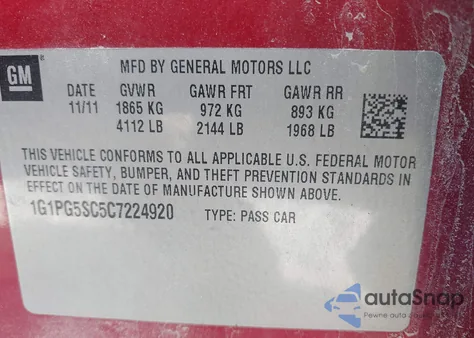 GM
MFD BY GENERAL MOTORS LLC
DATE GVWR GAWR FRT GAWR RR
11/11 1865 KG 972 KG 893 KG
4112 LB 2144 LB 1968 LB
THIS VEHICLE CONFORMS TO ALL APPLICABLE U.S. FEDERAL MOTOR
VEHICLE SAFETY, BUMPER, AND THEFT PREVENTION STANDARDS IN
EFFECT ON THE DATE OF MANUFACTURE SHOWN ABOVE.
1G1PG5SC5C7224920 TYPE: PASS CAR
autoSnap
Pewne auto z